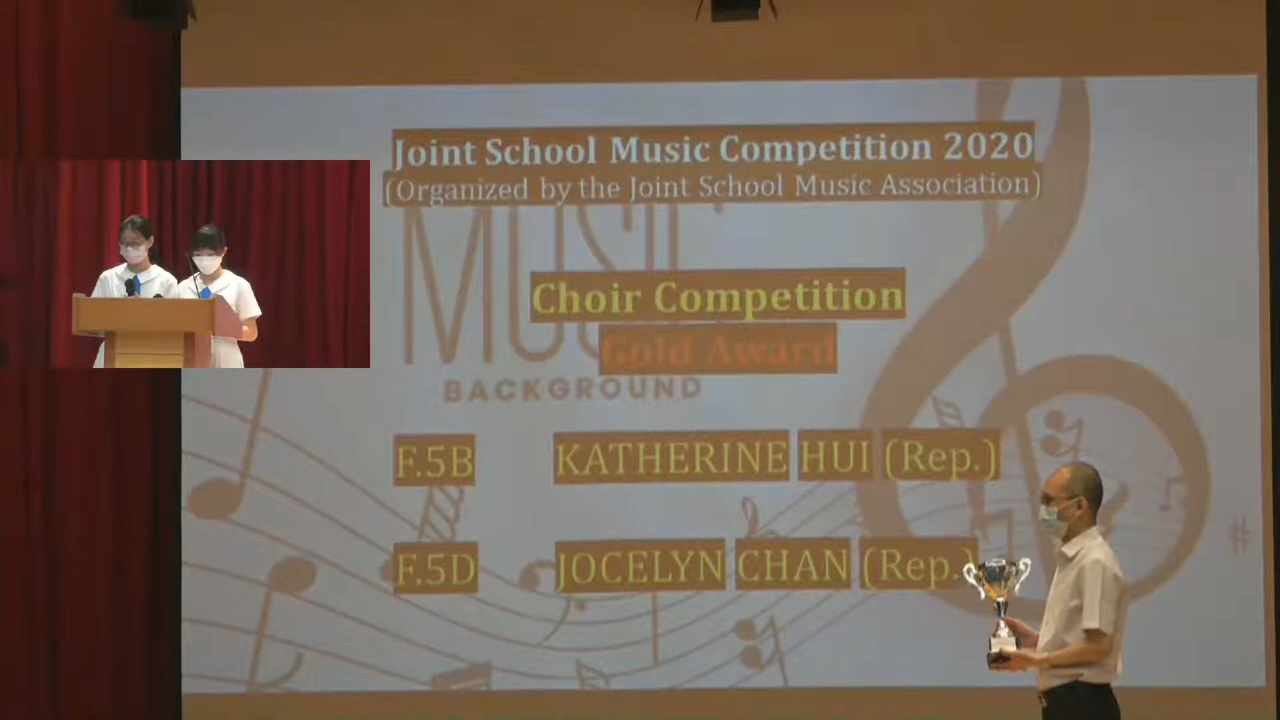 Joint School Music Competition 2020
(Organized by the Joint School Music Association)
MUSIC
Choir Competition
Gold Award
BACKGROUND
F.5B KATHERINE HUI (Rep.)
F.5D JOCELYN CHAN (Rep.)